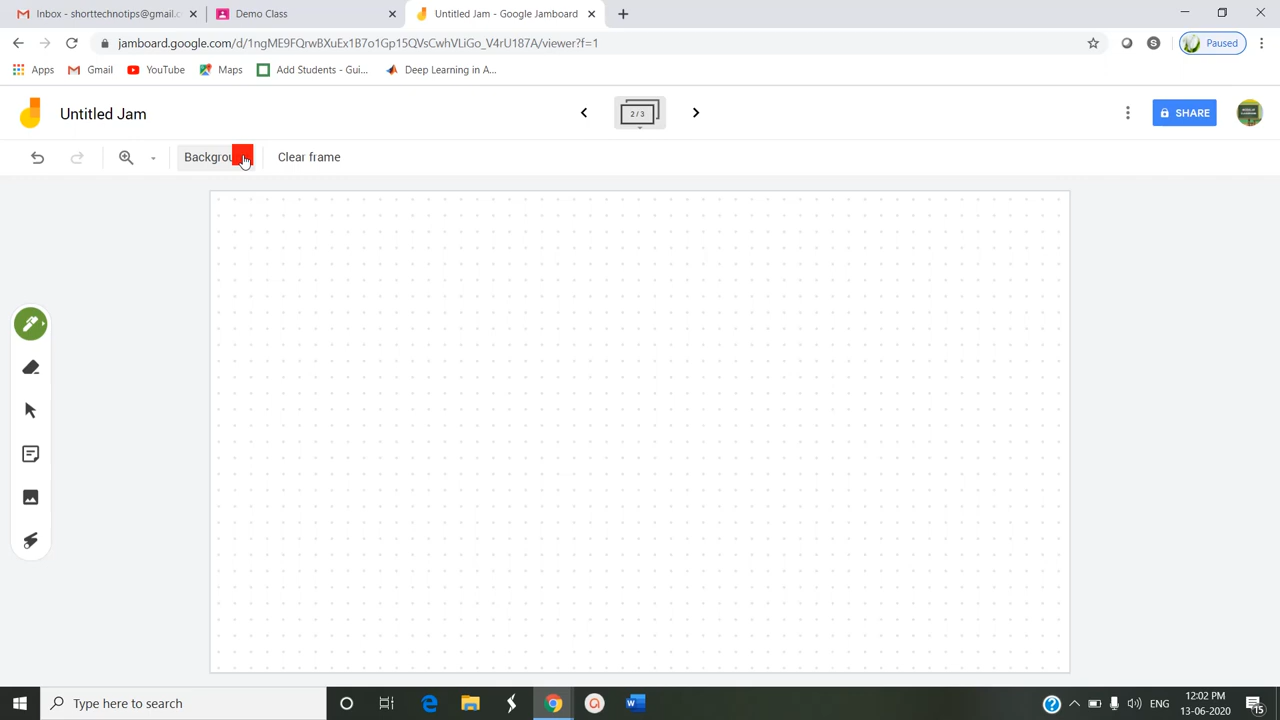 Inbox - shorttechnotips@gmail.c
Demo Class
Untitled Jam - Google Jamboard
jamboard.google.com/d/1ngME9FQrwBXuEx1B7o1Gp15QVsCwhVLiGo_V4rU187A/viewer?f=1
S
Paused
Apps
Gmail
YouTube
Maps
Add Students - Gui...
Deep Learning in A...
Untitled Jam
2 / 3
SHARE
Backgrou
Clear frame
Type here to search
ENG
12:02 PM
13-06-2020
15